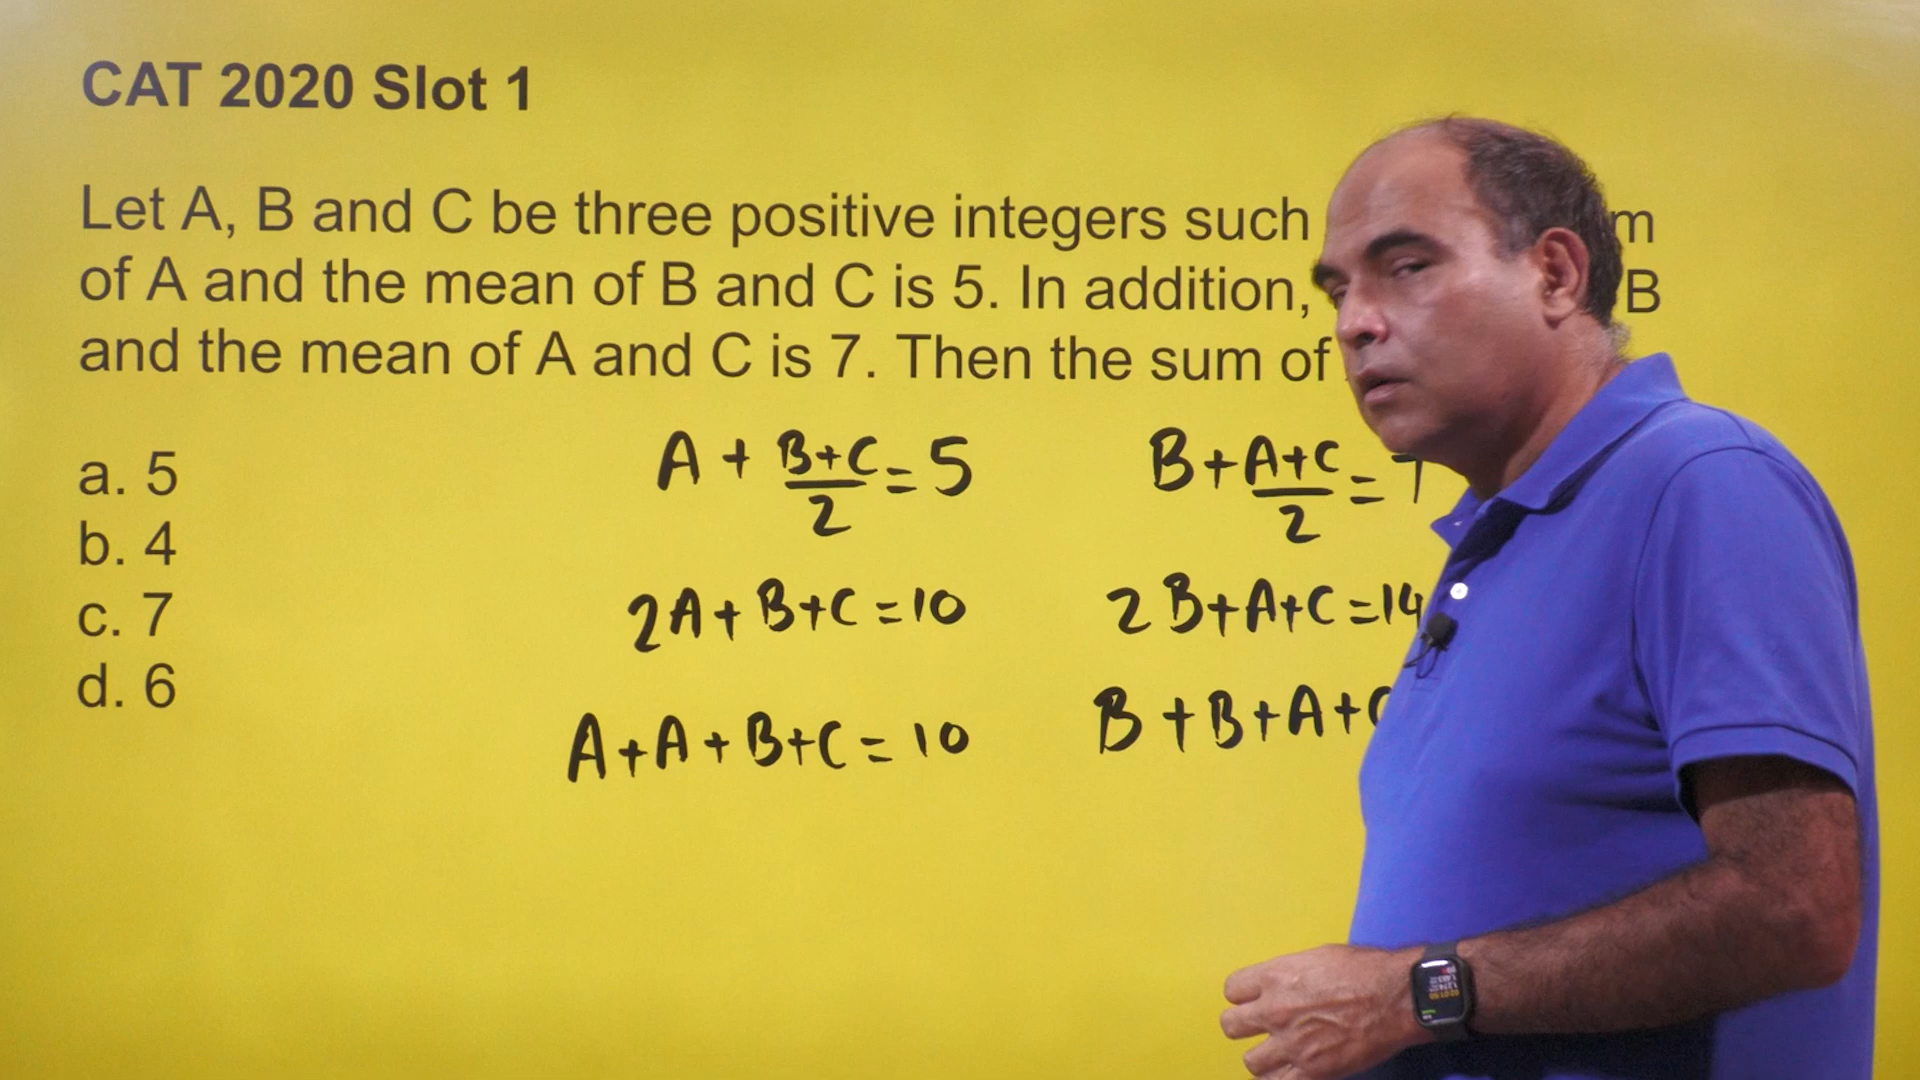 CAT 2020 Slot 1
Let A, B and C be three positive integers such m
of A and the mean of B and C is 5. In addition, B
and the mean of A and C is 7. Then the sum of
a. 5
b. 4
c. 7
d. 6
A + B+C/2 = 5
B + A+C/2 = 7
2A + B+C = 10
2B+A+C = 14
A+A+B+C = 10
B+B+A+C